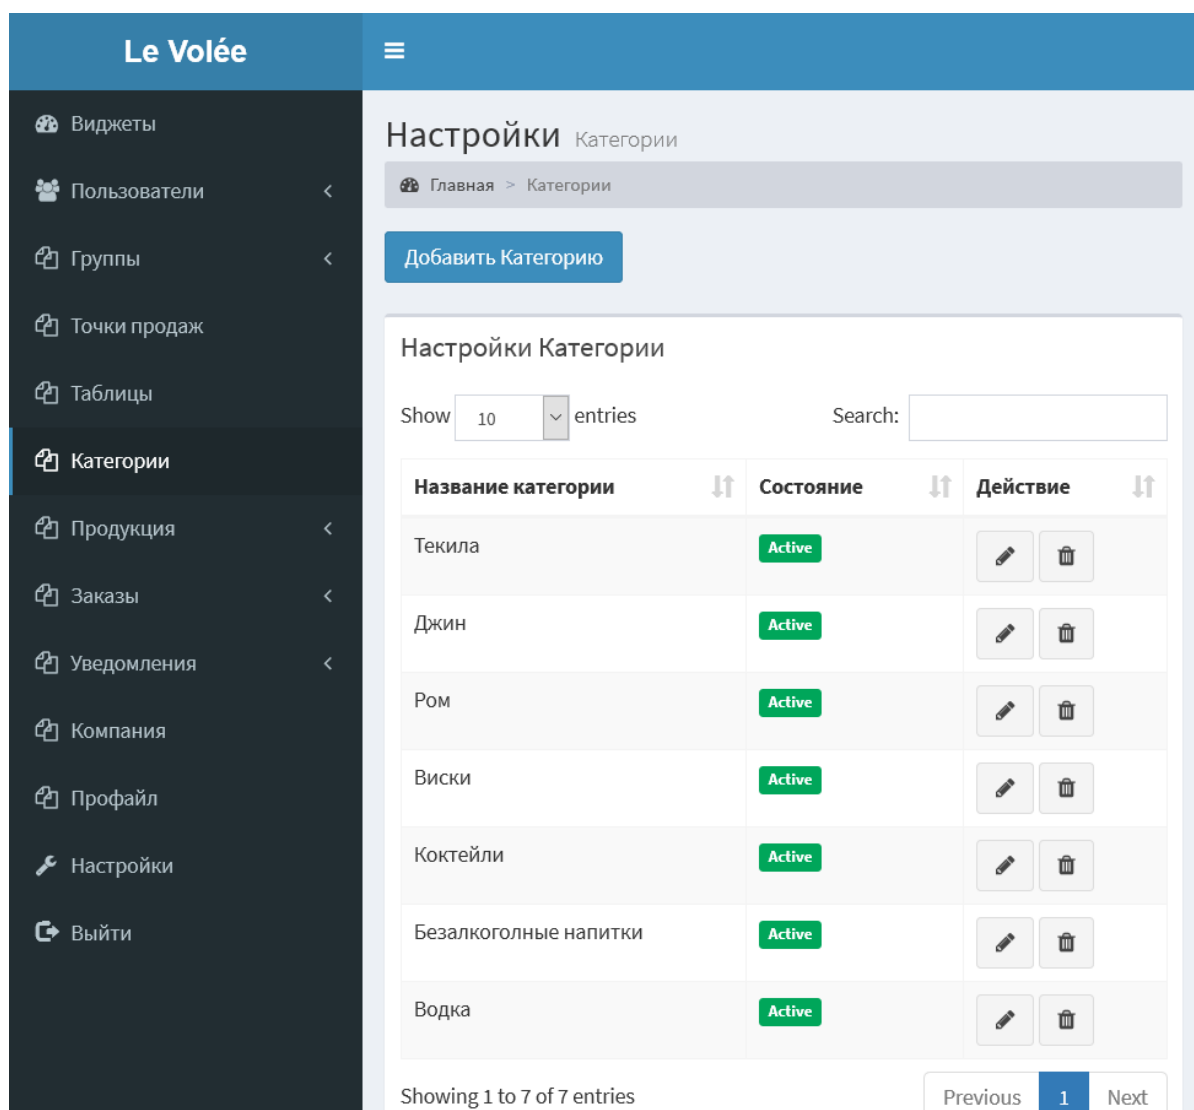 Le Volée
Виджеты
Пользователи
Группы
Точки продаж
Таблицы
Категории
Продукция
Заказы
Уведомления
Компания
Профайл
Настройки
Выйти
Настройки Категории
Главная > Категории
Добавить Категорию
Настройки Категории
Show 10 entries Search:
Название категории Состояние Действие
Текила Active
Джин Active
Ром Active
Виски Active
Коктейли Active
Безалкоголные напитки Active
Водка Active
Showing 1 to 7 of 7 entries Previous 1 Next